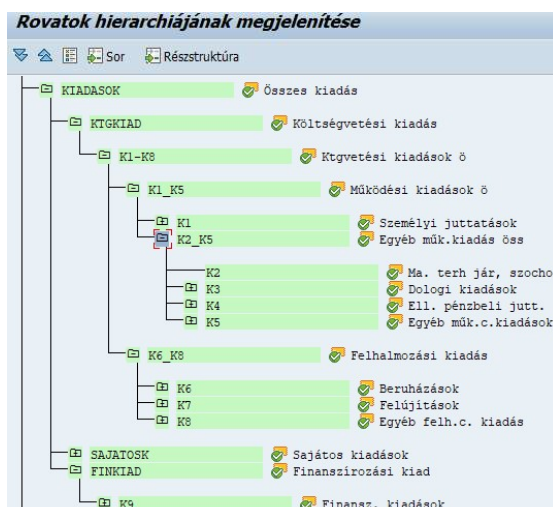 Rovatok hierarchiájának megjelenítése
Sor Részstruktúra
KIADASOK Összes kiadás
KTGKIAD Költségvetési kiadás
K1-K8 Ktgvetési kiadások ö
K1_K5 Működési kiadások ö
K1 Személyi juttatások
K2_K5 Egyéb műk.kiadás öss
K2 Ma. terh jár, szocho
K3 Dologi kiadások
K4 Ell. pénzbeli jutt.
K5 Egyéb műk.c.kiadások
K6_K8 Felhalmozási kiadás
K6 Beruházások
K7 Felújítások
K8 Egyéb felh.c. kiadás
SAJATOSK Sajátos kiadások
FINKIAD Finanszírozási kiad
K9 Finansz. kiadások